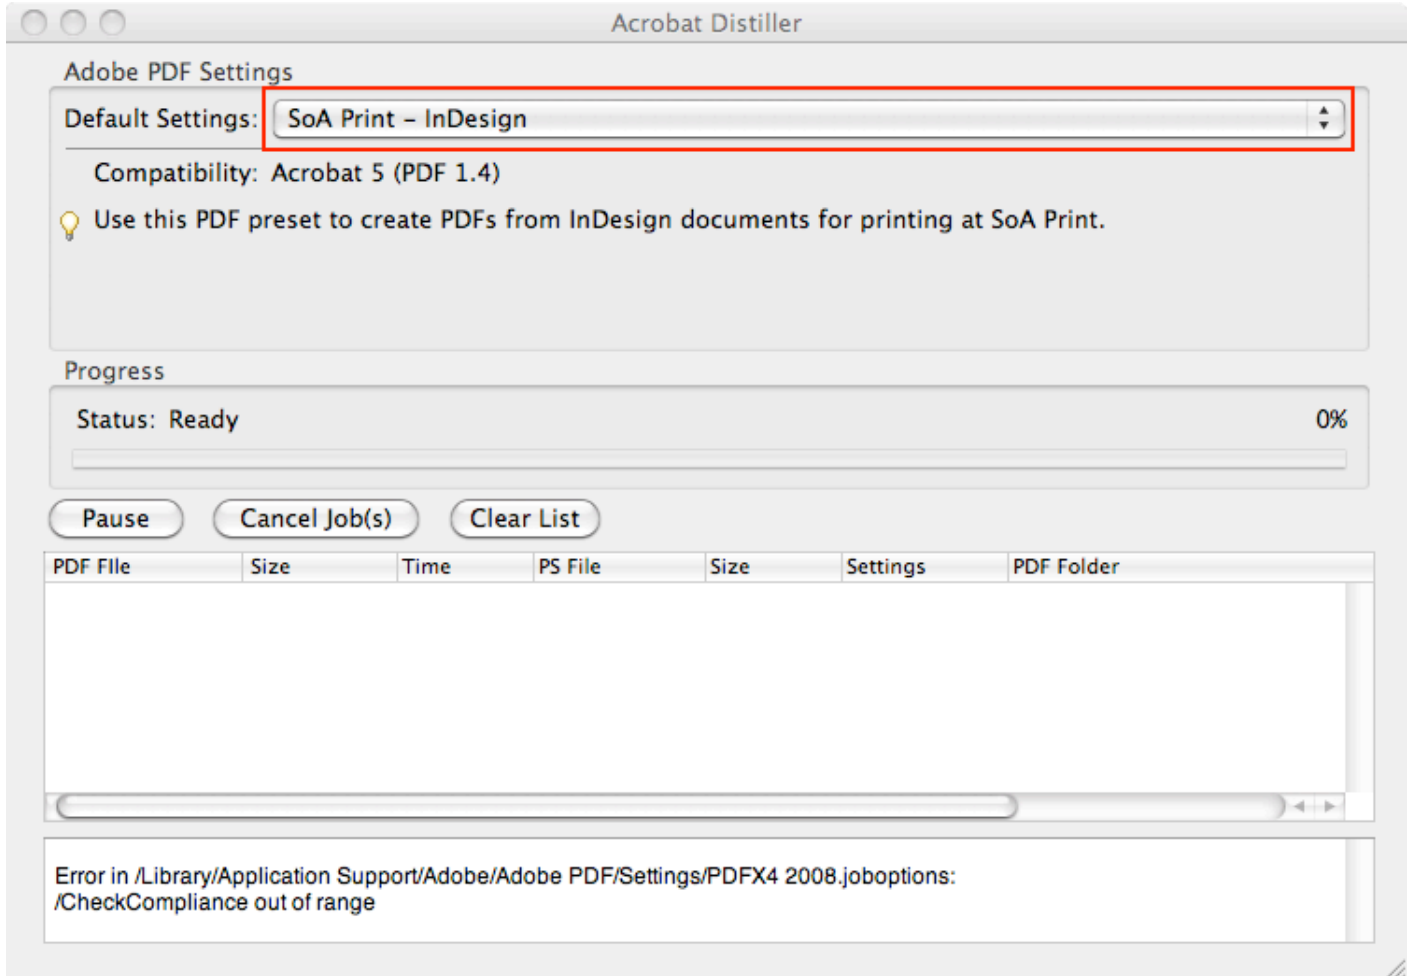 Acrobat Distiller
Adobe PDF Settings
Default Settings: SoA Print – InDesign
Compatibility: Acrobat 5 (PDF 1.4)
Use this PDF preset to create PDFs from InDesign documents for printing at SoA Print.
Progress
Status: Ready 0%
Pause Cancel Job(s) Clear List
PDF FIle Size Time PS File Size Settings PDF Folder
Error in /Library/Application Support/Adobe/Adobe PDF/Settings/PDFX4 2008.joboptions:
/CheckCompliance out of range